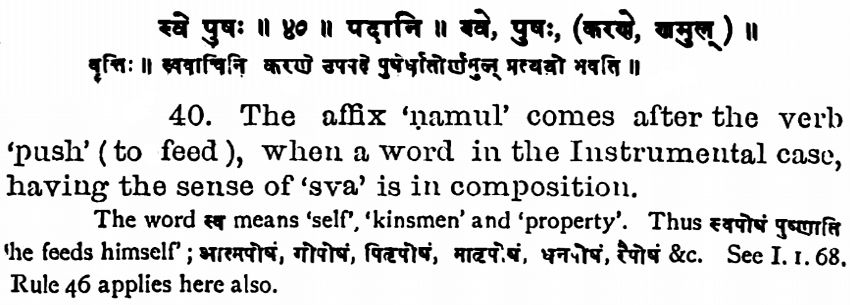 स्वे पुषः ॥ ४० ॥ पदानि ॥ स्वे, पुषः, (करणे, णमुल् ) ॥
वृत्तिः ॥ स्ववाचिनि करणे उपपदे पुषेर्धातोर्णमुल् प्रत्ययो भवति ॥
40. The affix ‘ṇamul’ comes after the verb
‘push’ ( to feed ), when a word in the Instrumental case,
having the sense of ‘sva’ is in composition.
The word स्व means ‘self’, ‘kinsmen’ and ‘property’. Thus स्वपोषं पुष्णाति
‘he feeds himself’ ; आत्मपोषं, गोपोषं, पितृपोषं, मातृपोषं, धनपोषं, रैपोषं &c. See I. 1. 68.
Rule 46 applies here also.